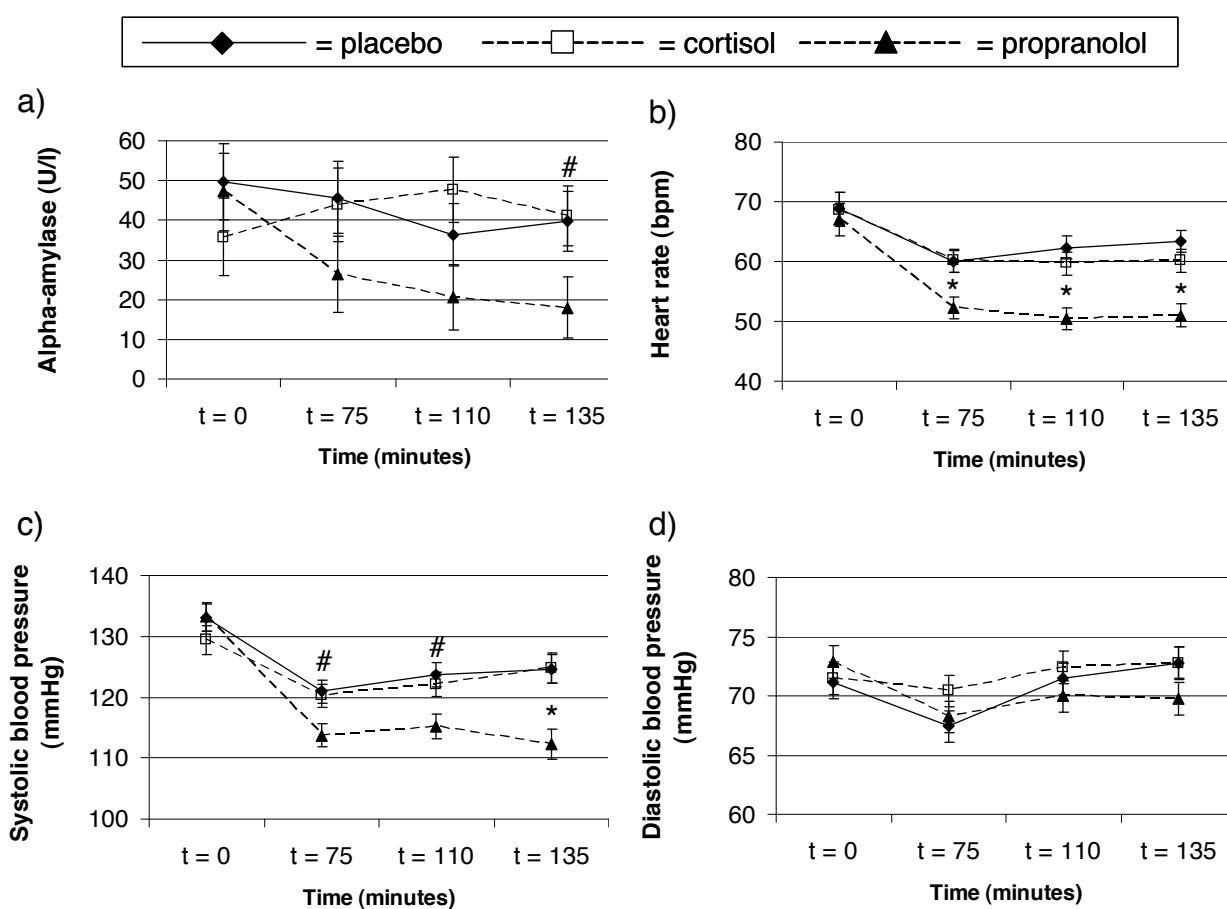 = placebo = cortisol = propranolol
a)
Alpha-amylase (U/l)
60
50
40
30
20
10
0
#
t = 0 t = 75 t = 110 t = 135
Time (minutes)
b)
Heart rate (bpm)
80
70
60
50
40
* * *
t = 0 t = 75 t = 110 t = 135
Time (minutes)
c)
Systolic blood pressure
(mmHg)
140
130
120
110
100
# #
*
t = 0 t = 75 t = 110 t = 135
Time (minutes)
d)
Diastolic blood pressure
(mmHg)
80
75
70
65
60
t = 0 t = 75 t = 110 t = 135
Time (minutes)